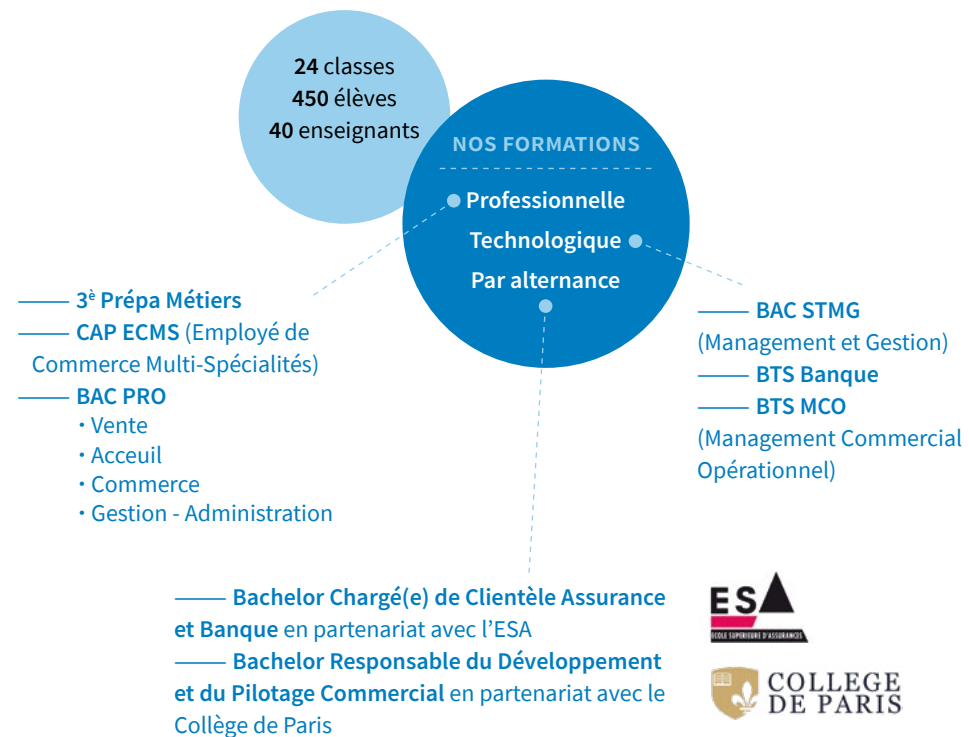 24 classes
450 élèves
40 enseignants
NOS FORMATIONS
Professionnelle
Technologique
Par alternance
3è Prépa Métiers
CAP ECMS (Employé de
Commerce Multi-Spécialités)
BAC PRO
· Vente
· Acceuil
· Commerce
· Gestion - Administration
BAC STMG
(Management et Gestion)
BTS Banque
BTS MCO
(Management Commercial
Opérationnel)
Bachelor Chargé(e) de Clientèle Assurance
et Banque en partenariat avec l’ESA
Bachelor Responsable du Développement
et du Pilotage Commercial en partenariat avec le
Collège de Paris
ESA
ECOLE SUPERIEURE D'ASSURANCES
COLLEGE
DE PARIS